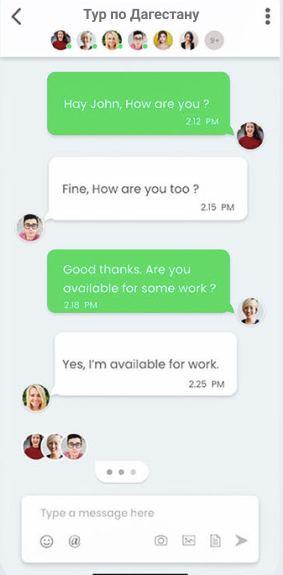 Тур по Дагестану
9+
Hay John, How are you ?
2.12 PM
Fine, How are you too ?
2.15 PM
Good thanks. Are you
available for some work ?
2.18 PM
Yes, I'm available for work.
2.25 PM
Type a message here
@